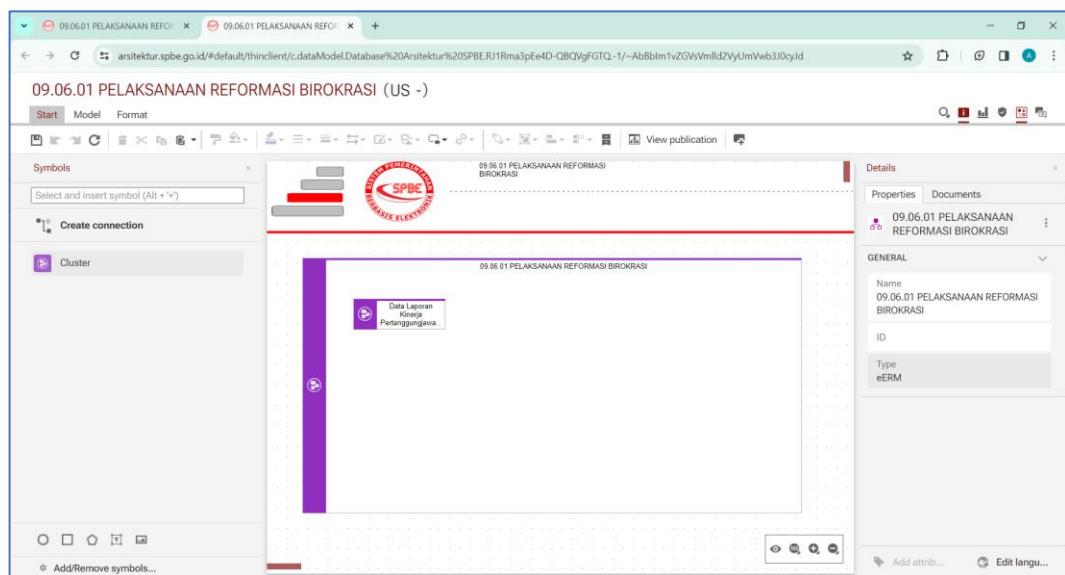 09.06.01 PELAKSANAAN REFOR
09.06.01 PELAKSANAAN REFOR
arsitektur.spbe.go.id/#default/thinclient/c.dataModel.Database%20Arsitektur%20SPBE.RJ1Rma3pEe4D-QBQVgFGTQ.-1/~AbBbIm1vZGVsVmlld2VyUmVwb3J0cyJd
A
09.06.01 PELAKSANAAN REFORMASI BIROKRASI (US -)
Start Model Format
View publication
Symbols
Select and insert symbol (Alt + '+')
Create connection
Cluster
Add/Remove symbols...
SISTEM PEMERINTAHAN
SPBE
BERBASIS ELEKTRONIK
09.06.01 PELAKSANAAN REFORMASI
BIROKRASI
09.06.01 PELAKSANAAN REFORMASI BIROKRASI
Data Laporan
Kinerja
Pertanggungjawa...
Details
Properties Documents
09.06.01 PELAKSANAAN
REFORMASI BIROKRASI
GENERAL
Name
09.06.01 PELAKSANAAN REFORMASI
BIROKRASI
ID
Type
eERM
Add attrib... Edit langu...